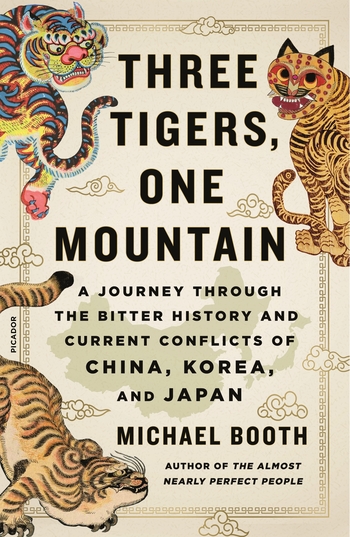 THREE
TIGERS,
ONE
MOUNTAIN
A JOURNEY THROUGH
THE BITTER HISTORY AND
CURRENT CONFLICTS OF
CHINA, KOREA,
AND JAPAN
MICHAEL BOOTH
AUTHOR OF THE ALMOST
NEARLY PERFECT PEOPLE
PICADOR